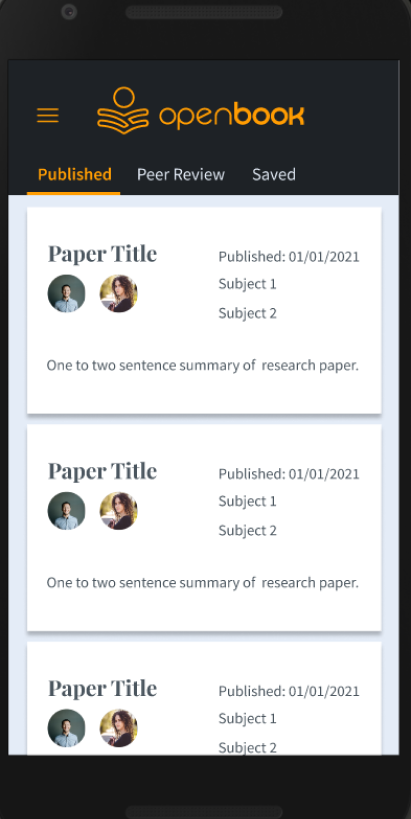 openbook
Published Peer Review Saved
Paper Title
Published: 01/01/2021
Subject 1
Subject 2
One to two sentence summary of research paper.
Paper Title
Published: 01/01/2021
Subject 1
Subject 2
One to two sentence summary of research paper.
Paper Title
Published: 01/01/2021
Subject 1
Subject 2